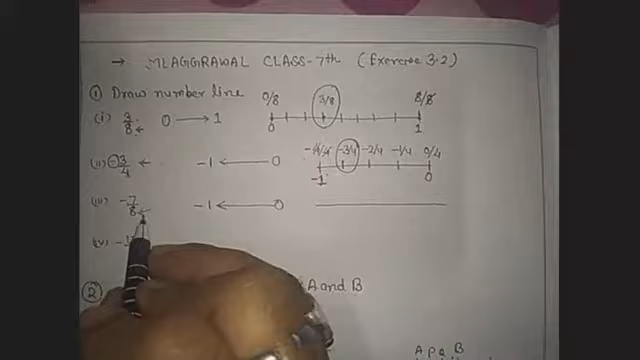 → MLAGGRAWAL CLASS-7th (Exercise 3.2)
① Draw number line
(i) 3/8 0 → 1 0/8 3/8 8/8 0 1
(ii) -3/4 -1 ← 0 -4/4 -3/4 -2/4 -1/4 0/4 -1 0
(iii) -7/8 -1 ← 0
(iv)
② A and B
A P Q B